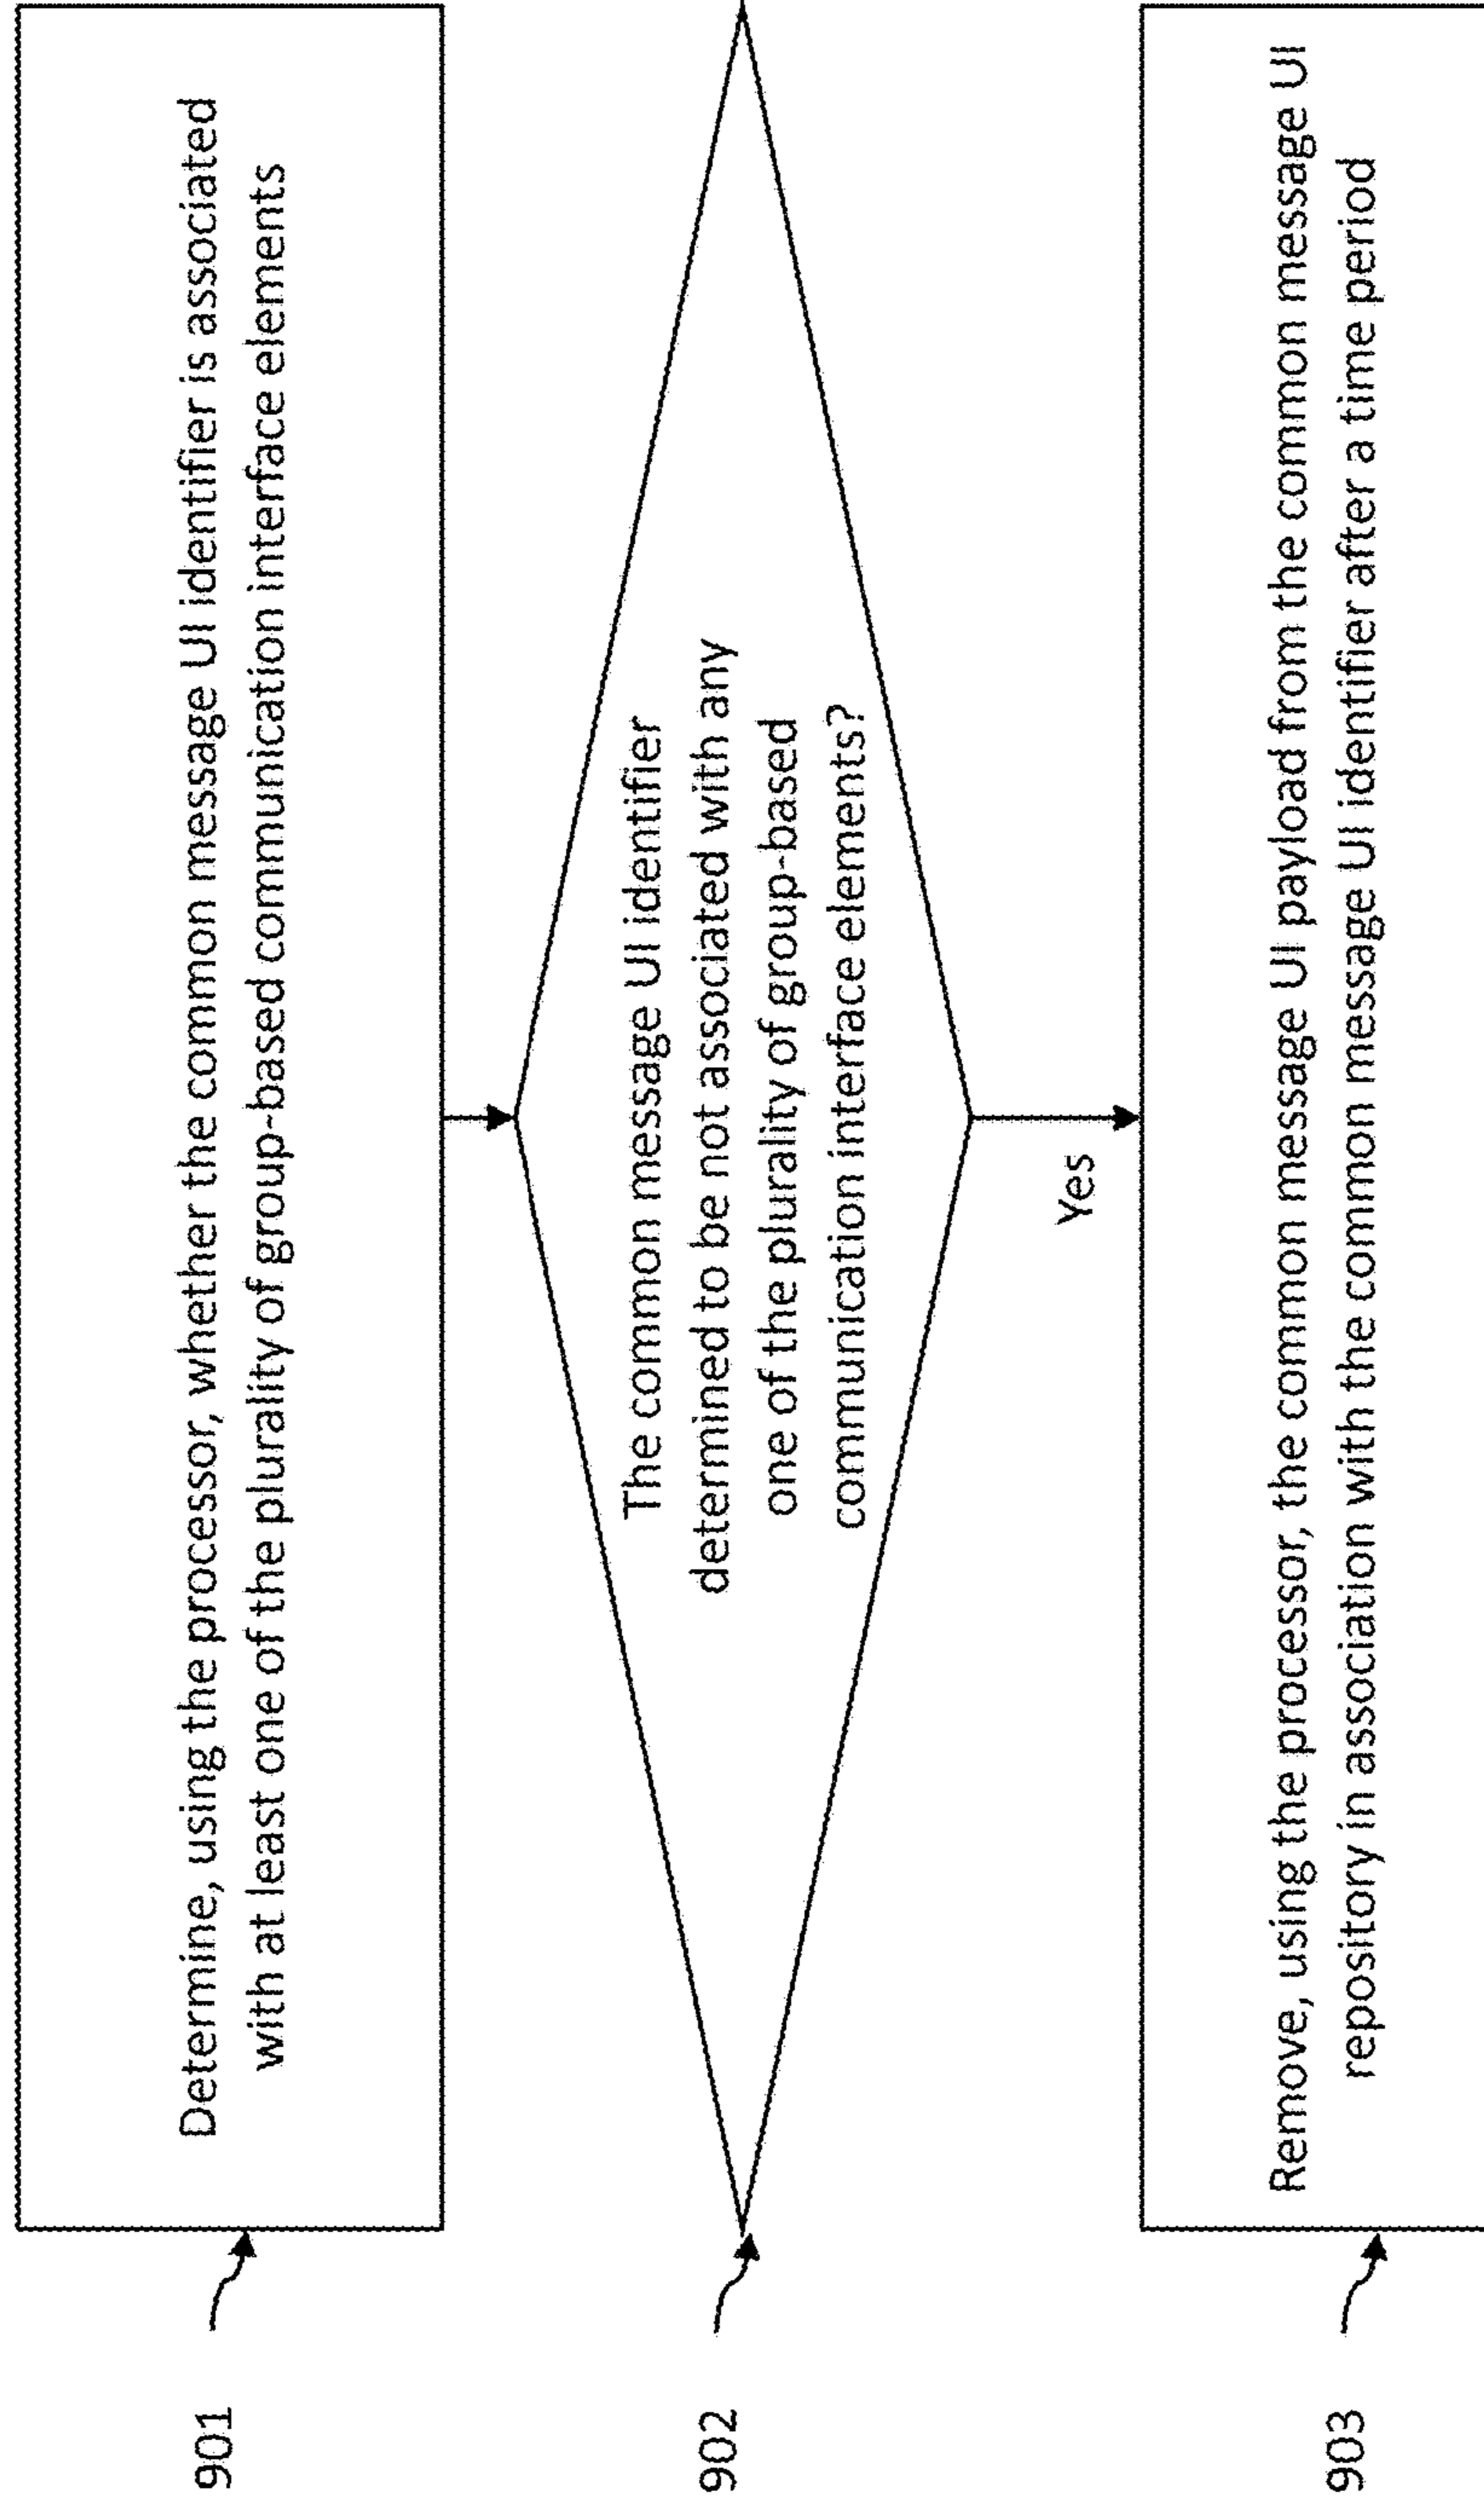 901
Determine, using the processor, whether the common message UI identifier is associated
with at least one of the plurality of group-based communication interface elements
902
The common message UI identifier
determined to be not associated with any
one of the plurality of group-based
communication interface elements?
Yes
903
Remove, using the processor, the common message UI payload from the common message UI
repository in association with the common message UI identifier after a time period